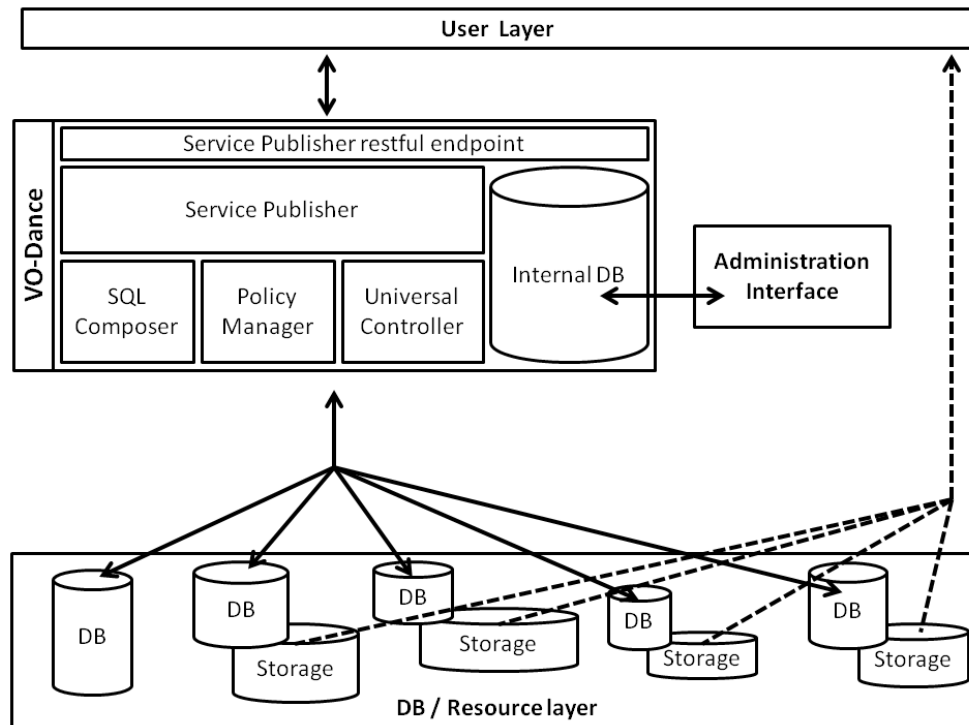 User Layer
VO-Dance
Service Publisher restful endpoint
Service Publisher
SQL
Composer
Policy
Manager
Universal
Controller
Internal DB
Administration
Interface
DB
DB
DB
DB
DB
Storage
Storage
Storage
Storage
DB / Resource layer